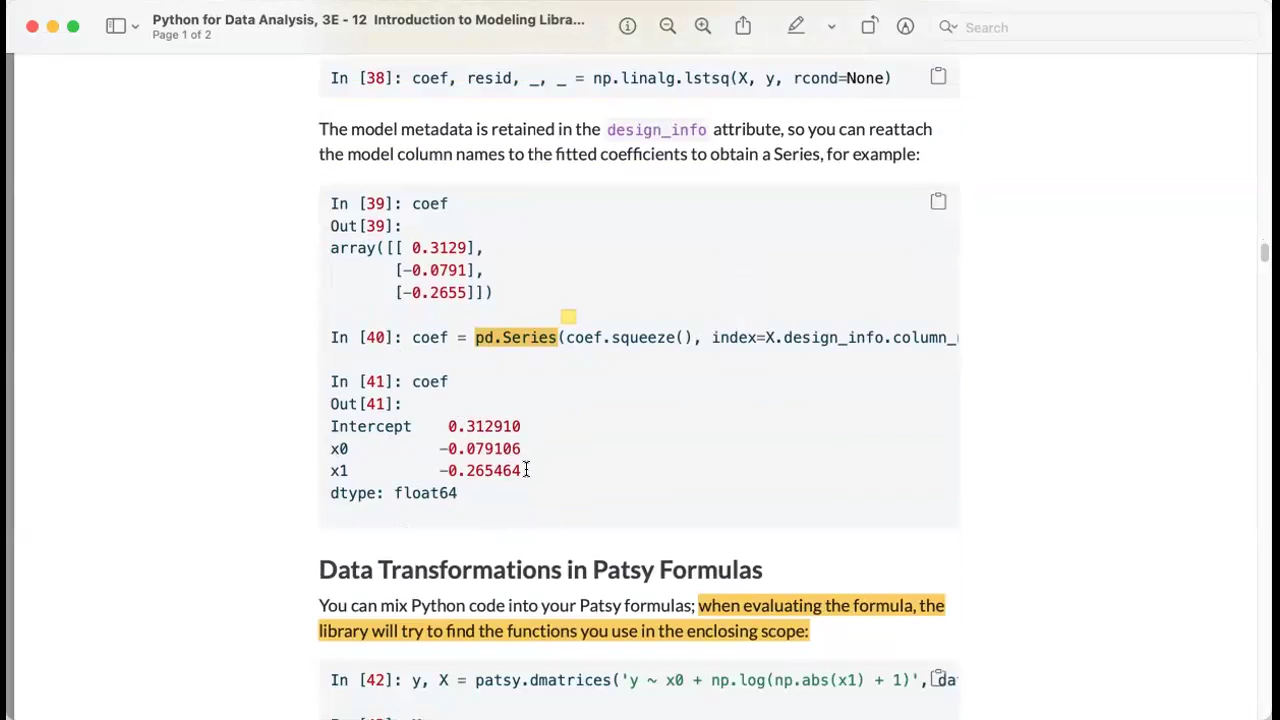 Python for Data Analysis, 3E - 12 Introduction to Modeling Libra...
Page 1 of 2
Search
In [38]: coef, resid, _, _ = np.linalg.lstsq(X, y, rcond=None)
The model metadata is retained in the design_info attribute, so you can reattach
the model column names to the fitted coefficients to obtain a Series, for example:
In [39]: coef
Out[39]:
array([[ 0.3129],
[-0.0791],
[-0.2655]])
In [40]: coef = pd.Series(coef.squeeze(), index=X.design_info.column_
In [41]: coef
Out[41]:
Intercept 0.312910
x0 -0.079106
x1 -0.265464
dtype: float64
Data Transformations in Patsy Formulas
You can mix Python code into your Patsy formulas; when evaluating the formula, the
library will try to find the functions you use in the enclosing scope:
In [42]: y, X = patsy.dmatrices('y ~ x0 + np.log(np.abs(x1) + 1)', da